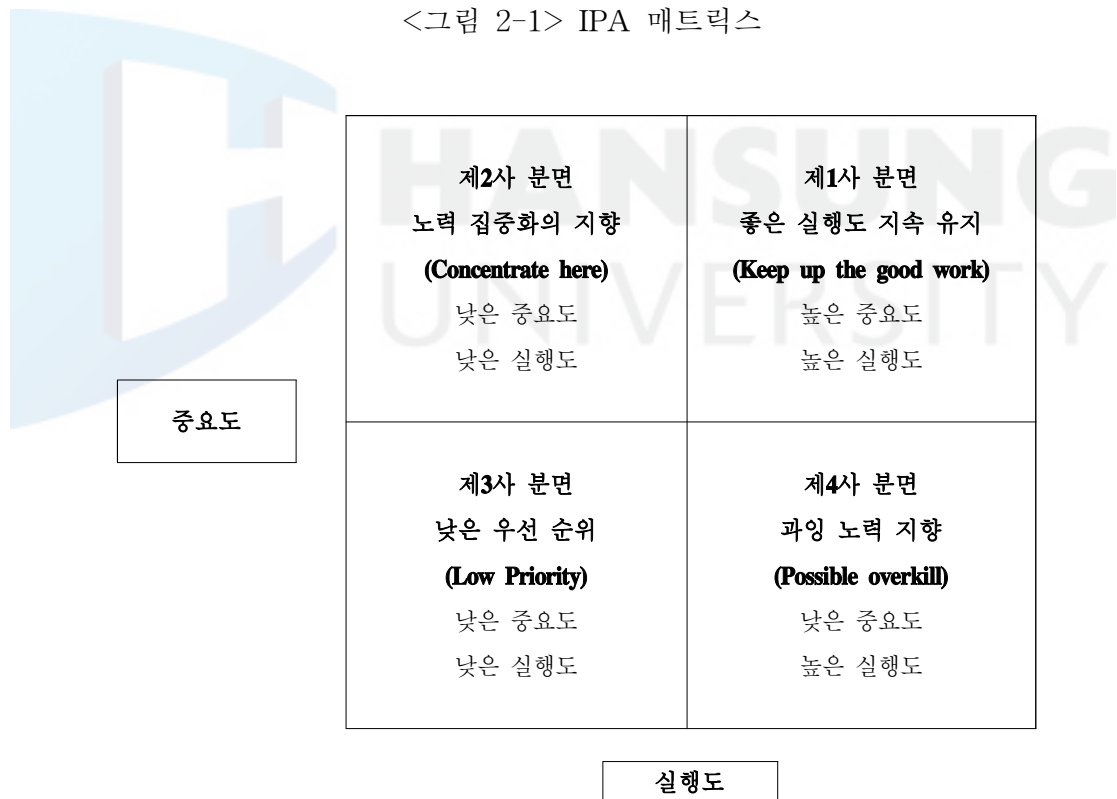 <그림 2-1> IPA 매트릭스
HANSUNG
UNIVERSITY
제2사 분면
노력 집중화의 지향
(Concentrate here)
낮은 중요도
낮은 실행도
제1사 분면
좋은 실행도 지속 유지
(Keep up the good work)
높은 중요도
높은 실행도
중요도
제3사 분면
낮은 우선 순위
(Low Priority)
낮은 중요도
낮은 실행도
제4사 분면
과잉 노력 지향
(Possible overkill)
낮은 중요도
높은 실행도
실행도